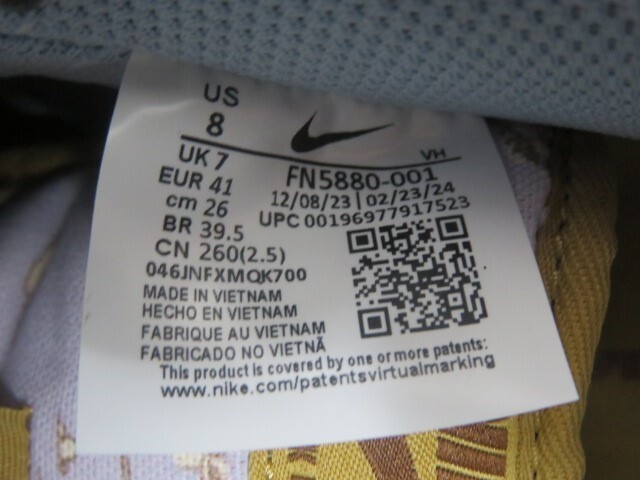 US
8
VH
UK 7
FN5880-001
EUR 41
12/08/23 | 02/23/24
cm 26
UPC 00196977917523
BR 39.5
CN 260(2.5)
046JNFXMQK700
MADE IN VIETNAM
HECHO EN VIETNAM
FABRIQUE AU VIETNAM
FABRICADO NO VIETNÃ
This product is covered by one or more patents:
www.nike.com/patentsvirtualmarking